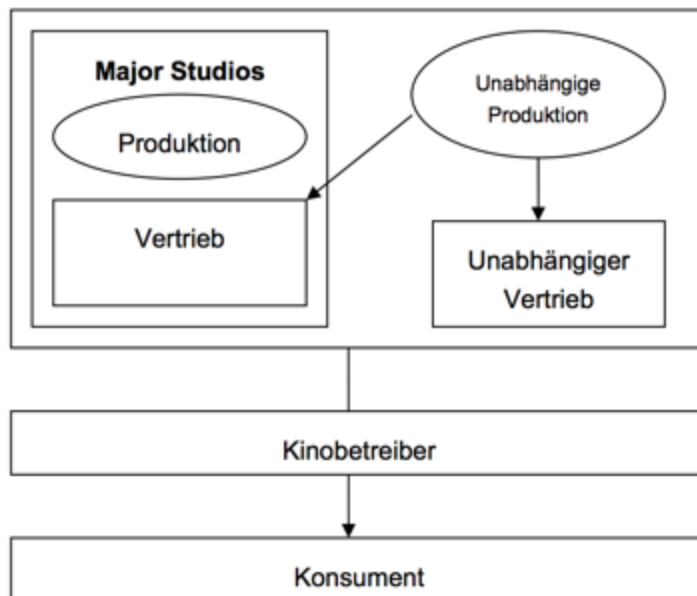 Major Studios
Produktion
Vertrieb
Unabhängige
Produktion
Unabhängiger
Vertrieb
Kinobetreiber
Konsument